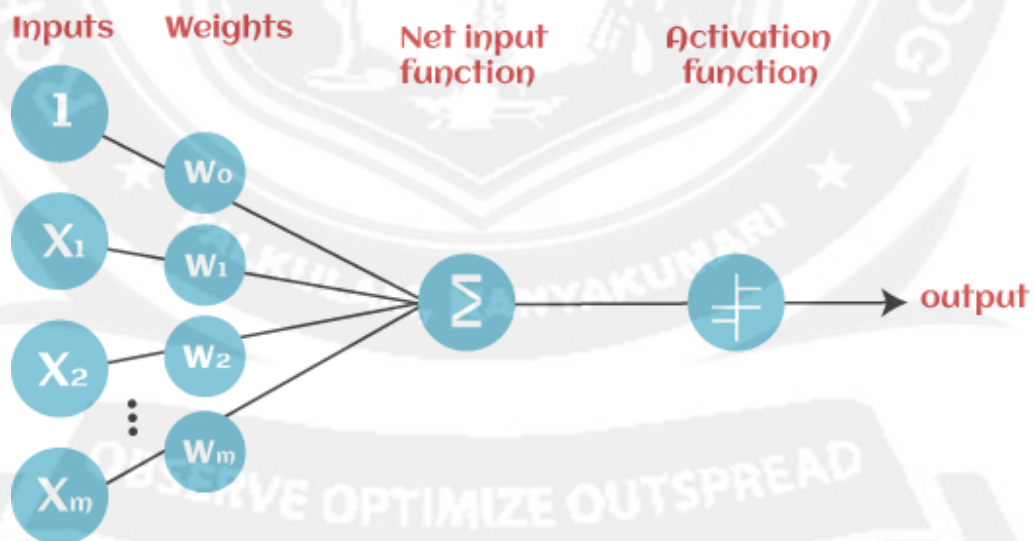 Inputs
Weights
Net input
function
Activation
function
1
W0
X1
W1
Σ
output
X2
W2
Wm
Xm
KANYAKUMARI
OBSERVE OPTIMIZE OUTSPREAD